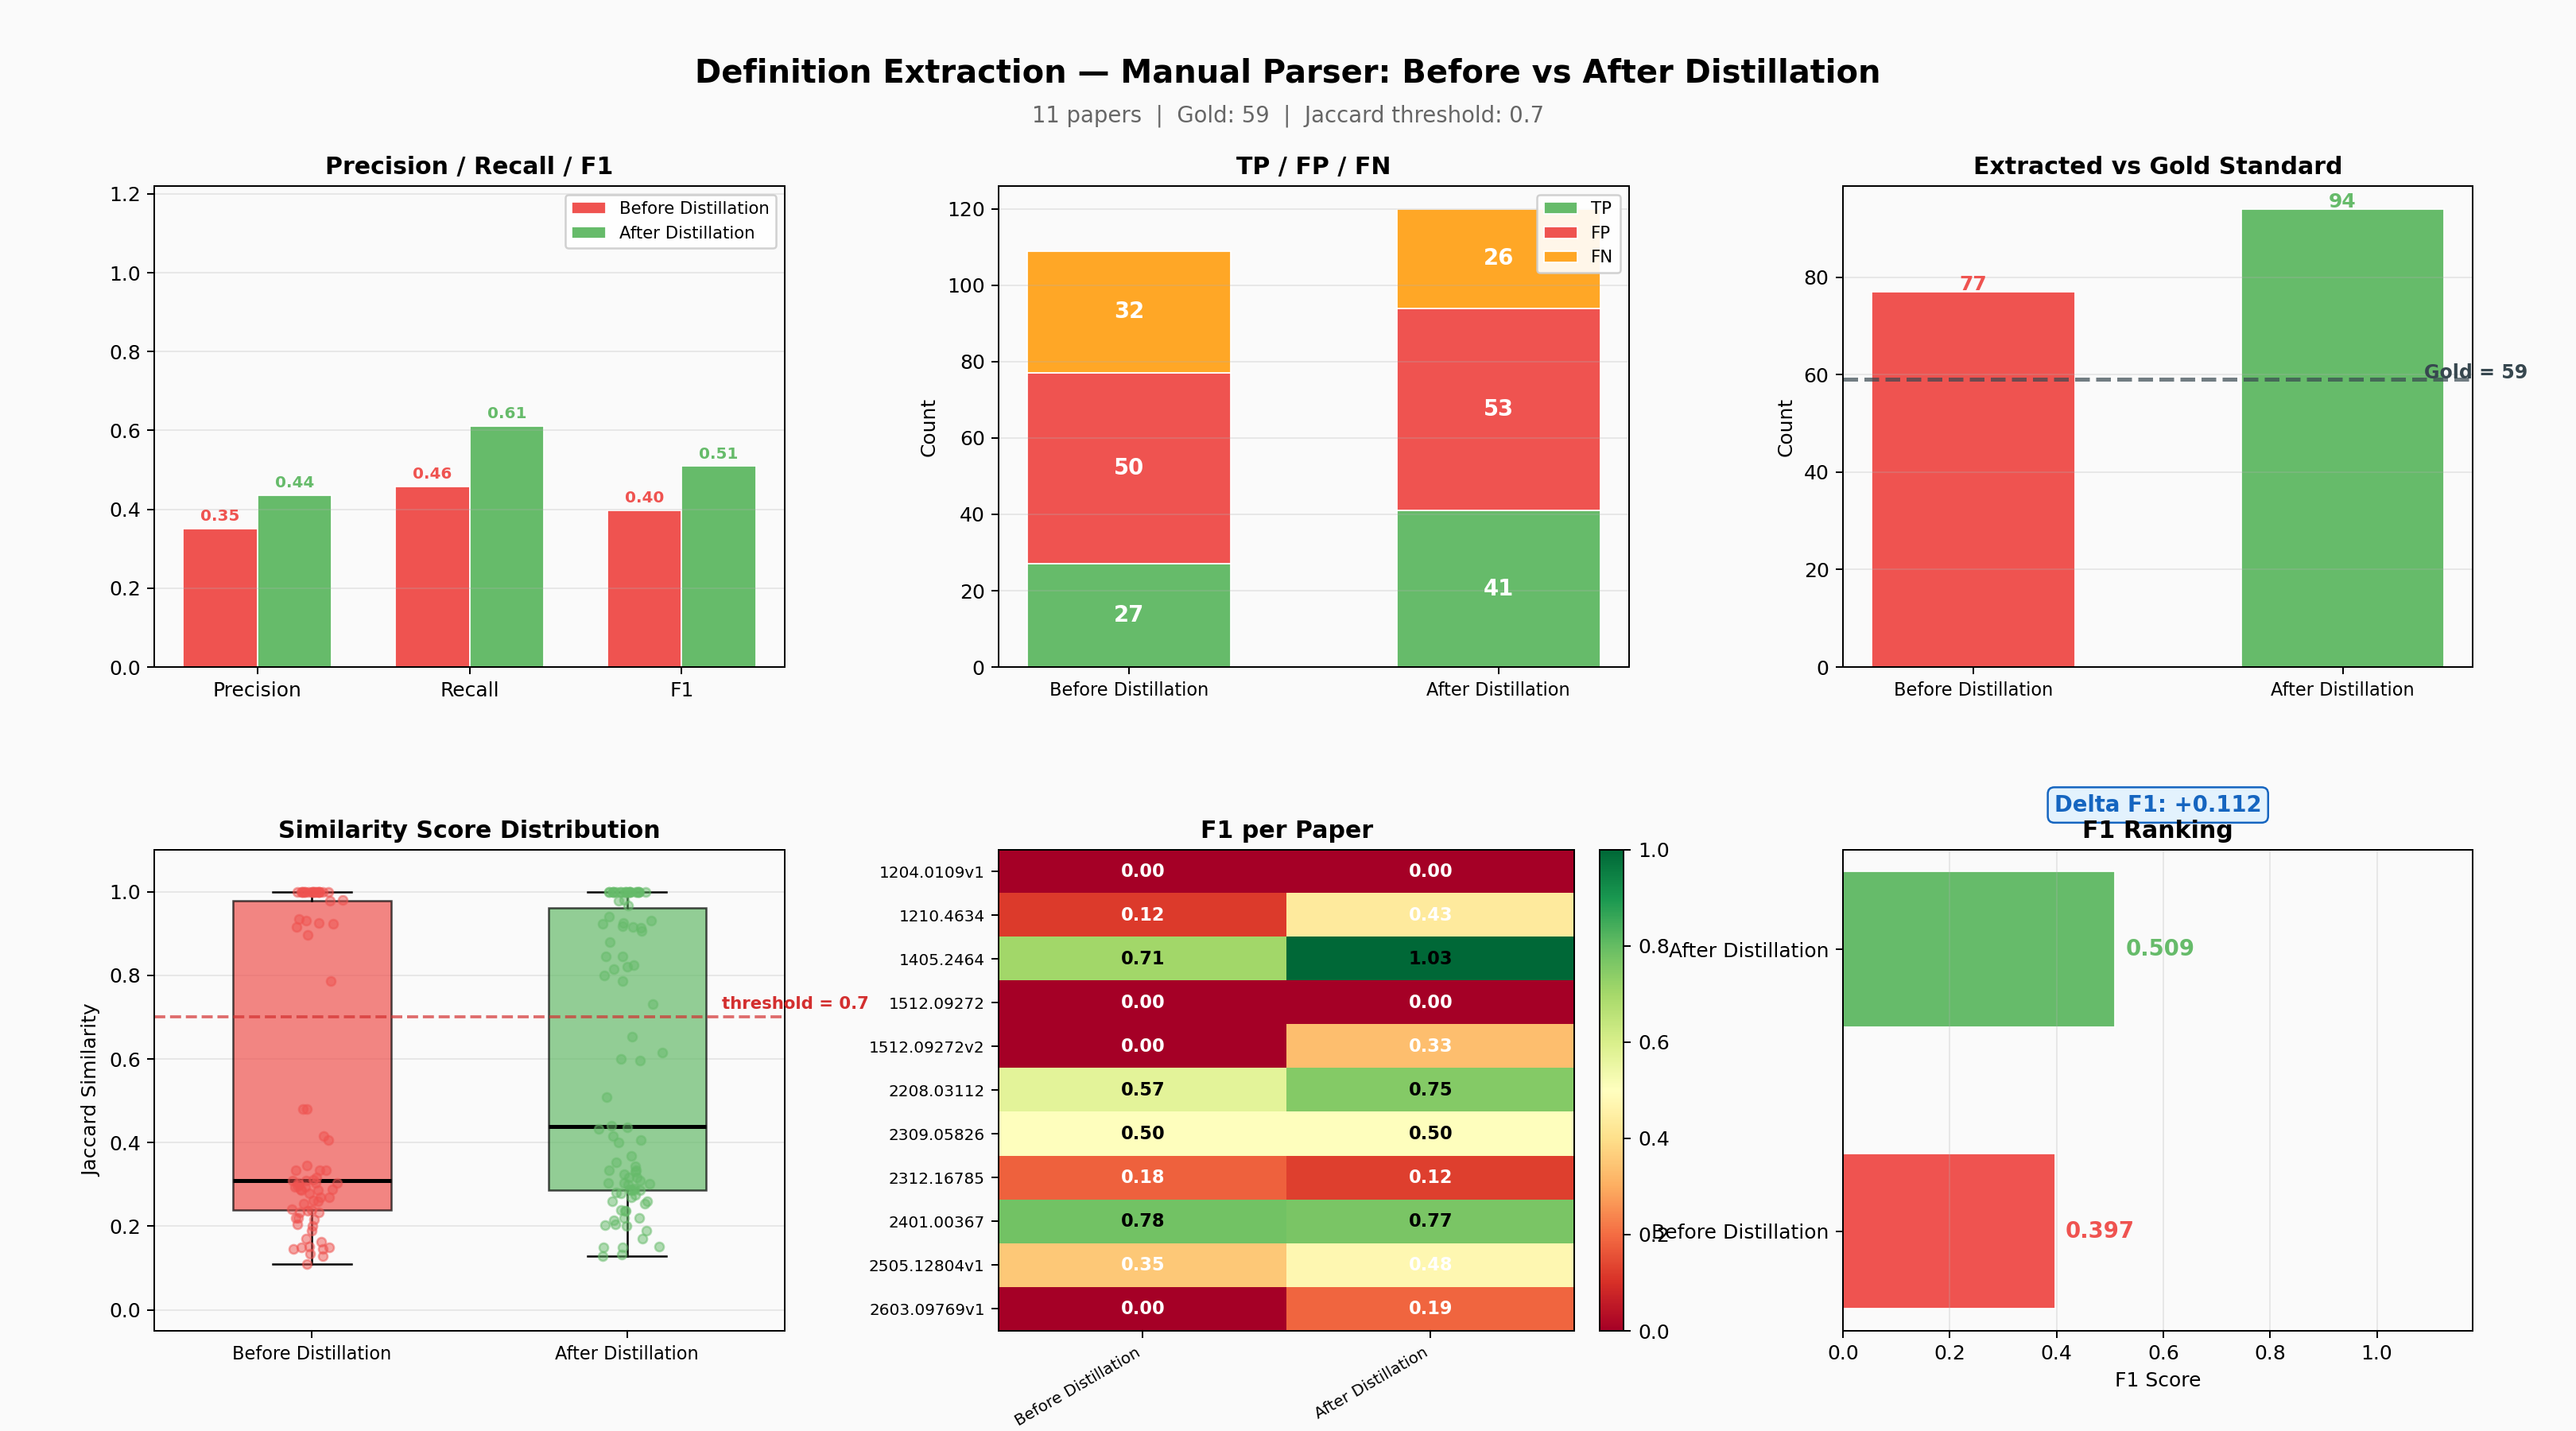 Definition Extraction — Manual Parser: Before vs After Distillation
11 papers | Gold: 59 | Jaccard threshold: 0.7
Precision / Recall / F1
1.2
1.0
0.8
0.6
0.4
0.2
0.0
Before Distillation
After Distillation
0.35
0.44
0.46
0.61
0.40
0.51
Precision
Recall
F1
TP / FP / FN
Count
120
100
80
60
40
20
0
TP
FP
FN
32
50
27
26
53
41
Before Distillation
After Distillation
Extracted vs Gold Standard
Count
80
60
40
20
0
77
94
Gold = 59
Before Distillation
After Distillation
Similarity Score Distribution
Jaccard Similarity
1.0
0.8
0.6
0.4
0.2
0.0
threshold = 0.7
Before Distillation
After Distillation
F1 per Paper
1204.0109v1 0.00 0.00
1210.4634 0.12 0.43
1405.2464 0.71 1.03
1512.09272 0.00 0.00
1512.09272v2 0.00 0.33
2208.03112 0.57 0.75
2309.05826 0.50 0.50
2312.16785 0.18 0.12
2401.00367 0.78 0.77
2505.12804v1 0.35 0.48
2603.09769v1 0.00 0.19
Before Distillation
After Distillation
1.0
0.8
0.6
0.4
0.2
0.0
Delta F1: +0.112
F1 Ranking
After Distillation
0.509
Before Distillation
0.397
0.0
0.2
0.4
0.6
0.8
1.0
F1 Score